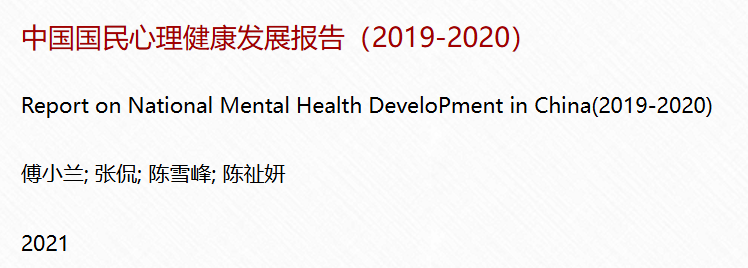 中国国民心理健康发展报告（2019-2020）
Report on National Mental Health DeveloPment in China(2019-2020)
傅小兰; 张侃; 陈雪峰; 陈祉妍
2021